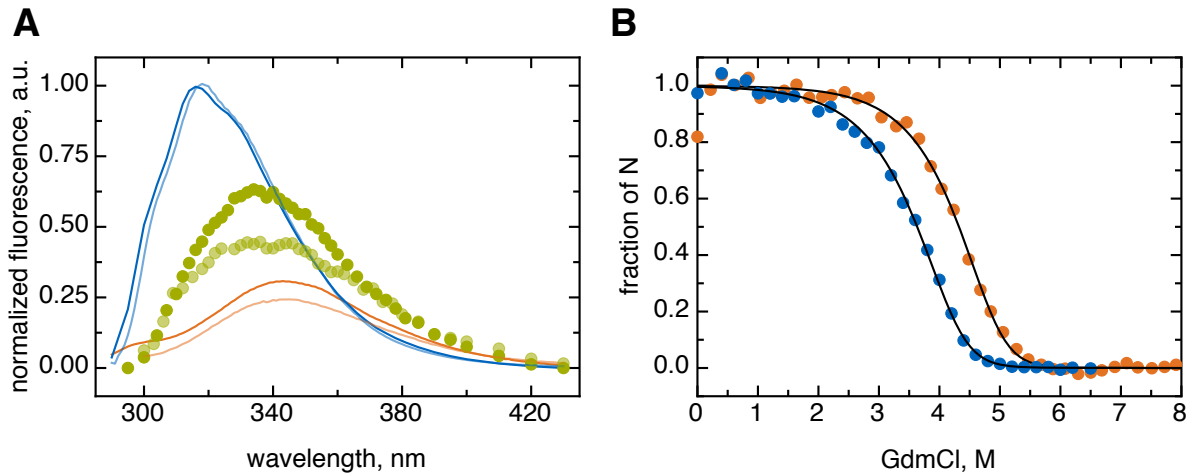 A
normalized fluorescence, a.u.
1.00
0.75
0.50
0.25
0.00
300 340 380 420
wavelength, nm
B
fraction of N
1.0
0.8
0.6
0.4
0.2
0.0
0 1 2 3 4 5 6 7 8
GdmCl, M